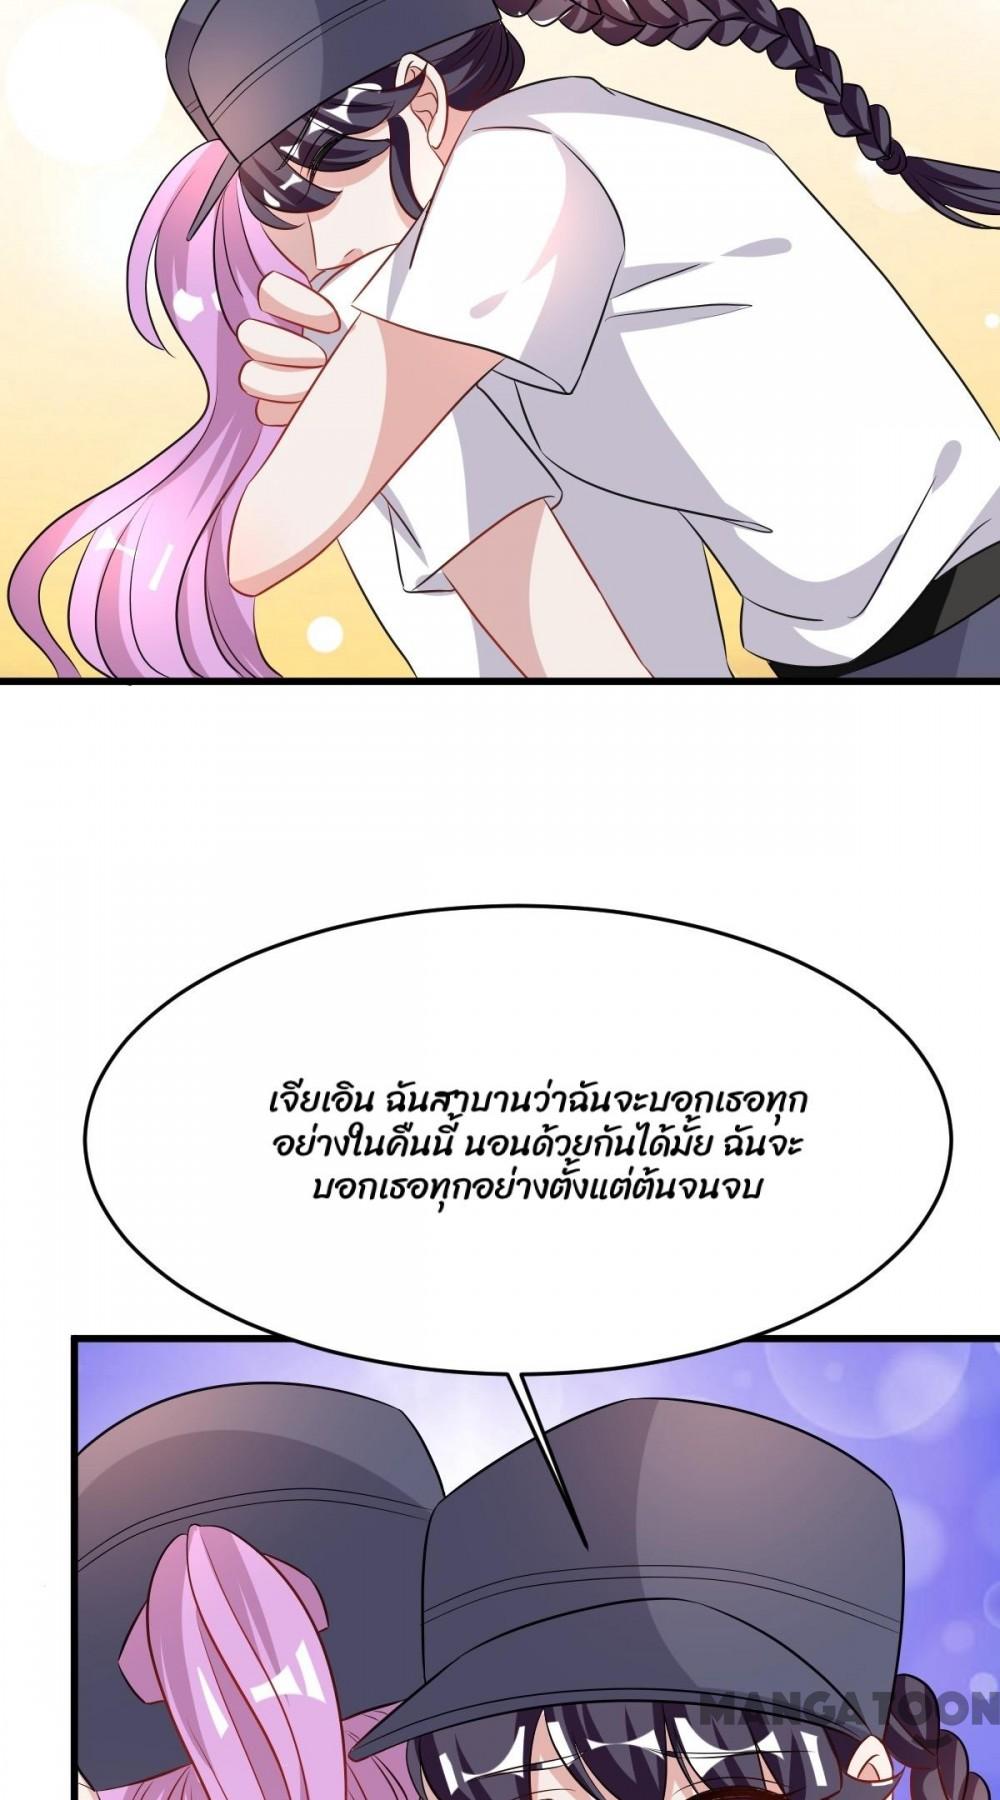 เจียเอิน ฉันสาบานว่าฉันจะบอกเธอทุก
อย่างในคืนนี้ นอนด้วยกันได้มั้ย ฉันจะ
บอกเธอทุกอย่างตั้งแต่ต้นจนจบ
MANGATOON